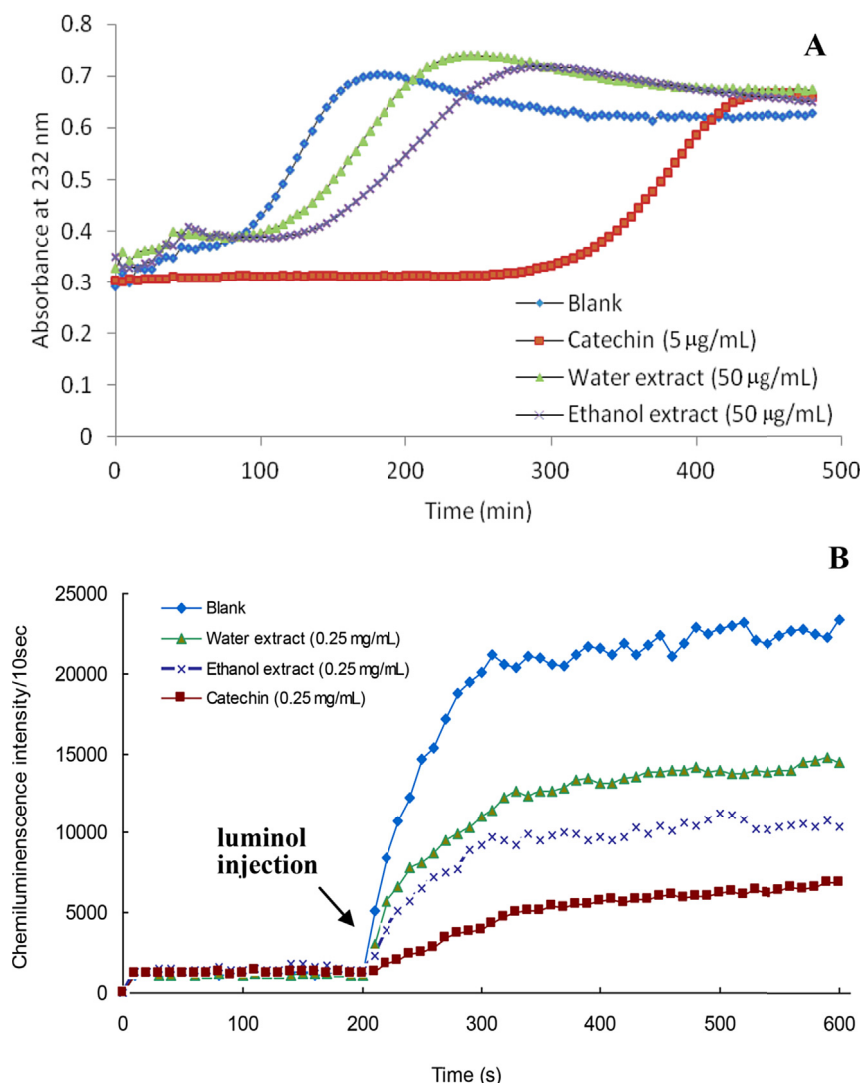 A
0.8
0.7
0.6
0.5
0.4
0.3
0.2
0.1
0
Absorbance at 232 nm
Blank
Catechin (5 µg/mL)
Water extract (50 µg/mL)
Ethanol extract (50 µg/mL)
0 100 200 300 400 500
Time (min)
B
25000
20000
15000
10000
5000
0
Chemiluminenscence intensity/10sec
Blank
Water extract (0.25 mg/mL)
Ethanol extract (0.25 mg/mL)
Catechin (0.25 mg/mL)
luminol
injection
0 100 200 300 400 500 600
Time (s)